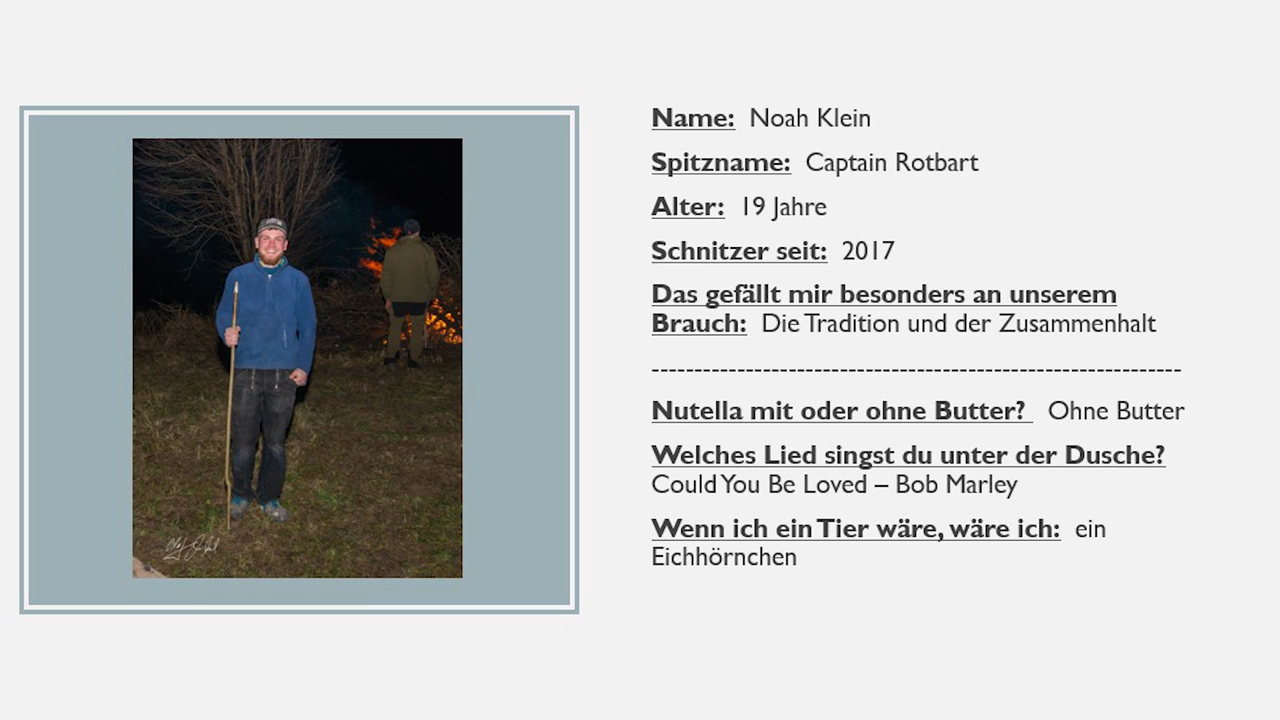 Name: Noah Klein
Spitzname: Captain Rotbart
Alter: 19 Jahre
Schnitzer seit: 2017
Das gefällt mir besonders an unserem
Brauch: Die Tradition und der Zusammenhalt
--------------------------------------------------------------
Nutella mit oder ohne Butter? Ohne Butter
Welches Lied singst du unter der Dusche?
Could You Be Loved – Bob Marley
Wenn ich ein Tier wäre, wäre ich: ein
Eichhörnchen